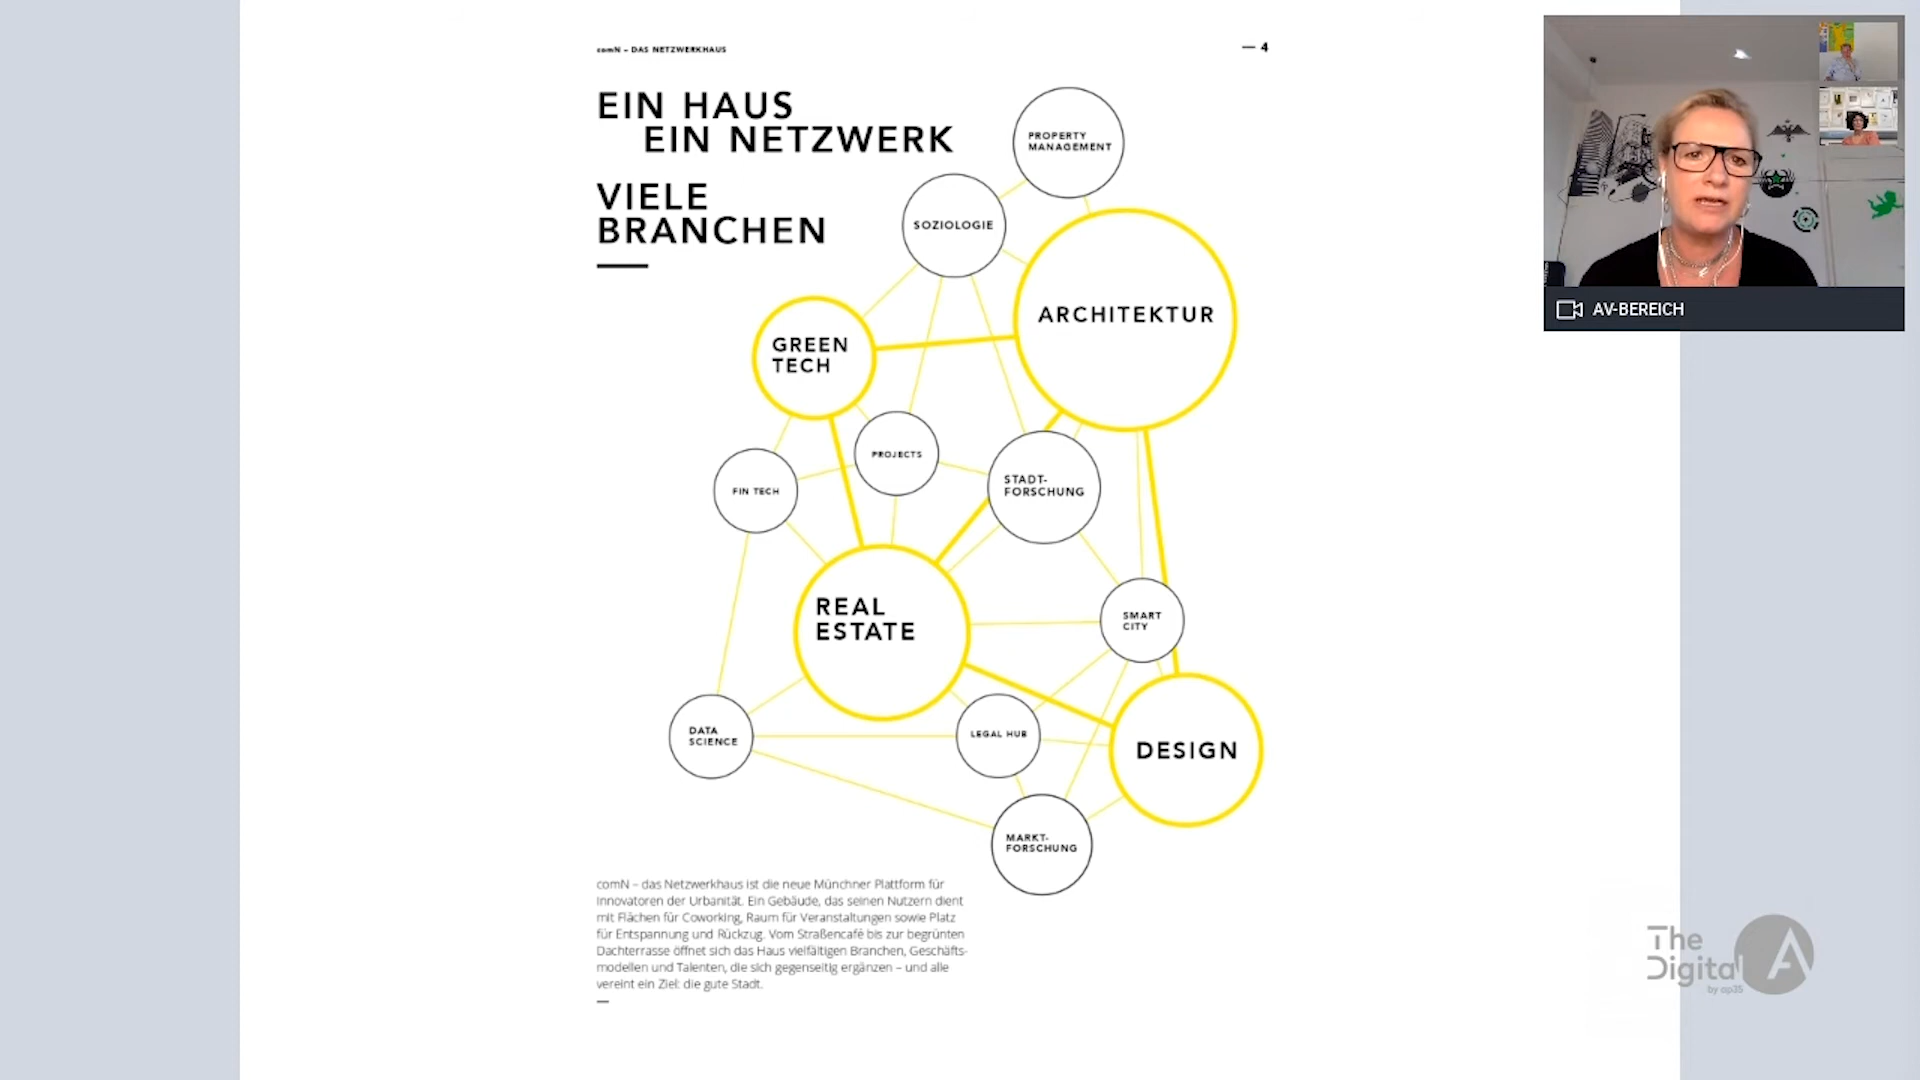 comN – DAS NETZWERKHAUS
— 4
EIN HAUS
EIN NETZWERK
VIELE
BRANCHEN
PROPERTY
MANAGEMENT
SOZIOLOGIE
ARCHITEKTUR
GREEN
TECH
PROJECTS
FIN TECH
STADT-
FORSCHUNG
REAL
ESTATE
SMART
CITY
DATA
SCIENCE
LEGAL HUB
DESIGN
MARKT-
FORSCHUNG
comN – das Netzwerkhaus ist die neue Münchner Plattform für
Innovatoren der Urbanität. Ein Gebäude, das seinen Nutzern dient
mit Flächen für Coworking, Raum für Veranstaltungen sowie Platz
für Entspannung und Rückzug. Vom Straßencafé bis zur begrünten
Dachterrasse öffnet sich das Haus vielfältigen Branchen, Geschäfts-
modellen und Talenten, die sich gegenseitig ergänzen – und alle
vereint ein Ziel: die gute Stadt.
AV-BEREICH
The
Digital A
by ap35